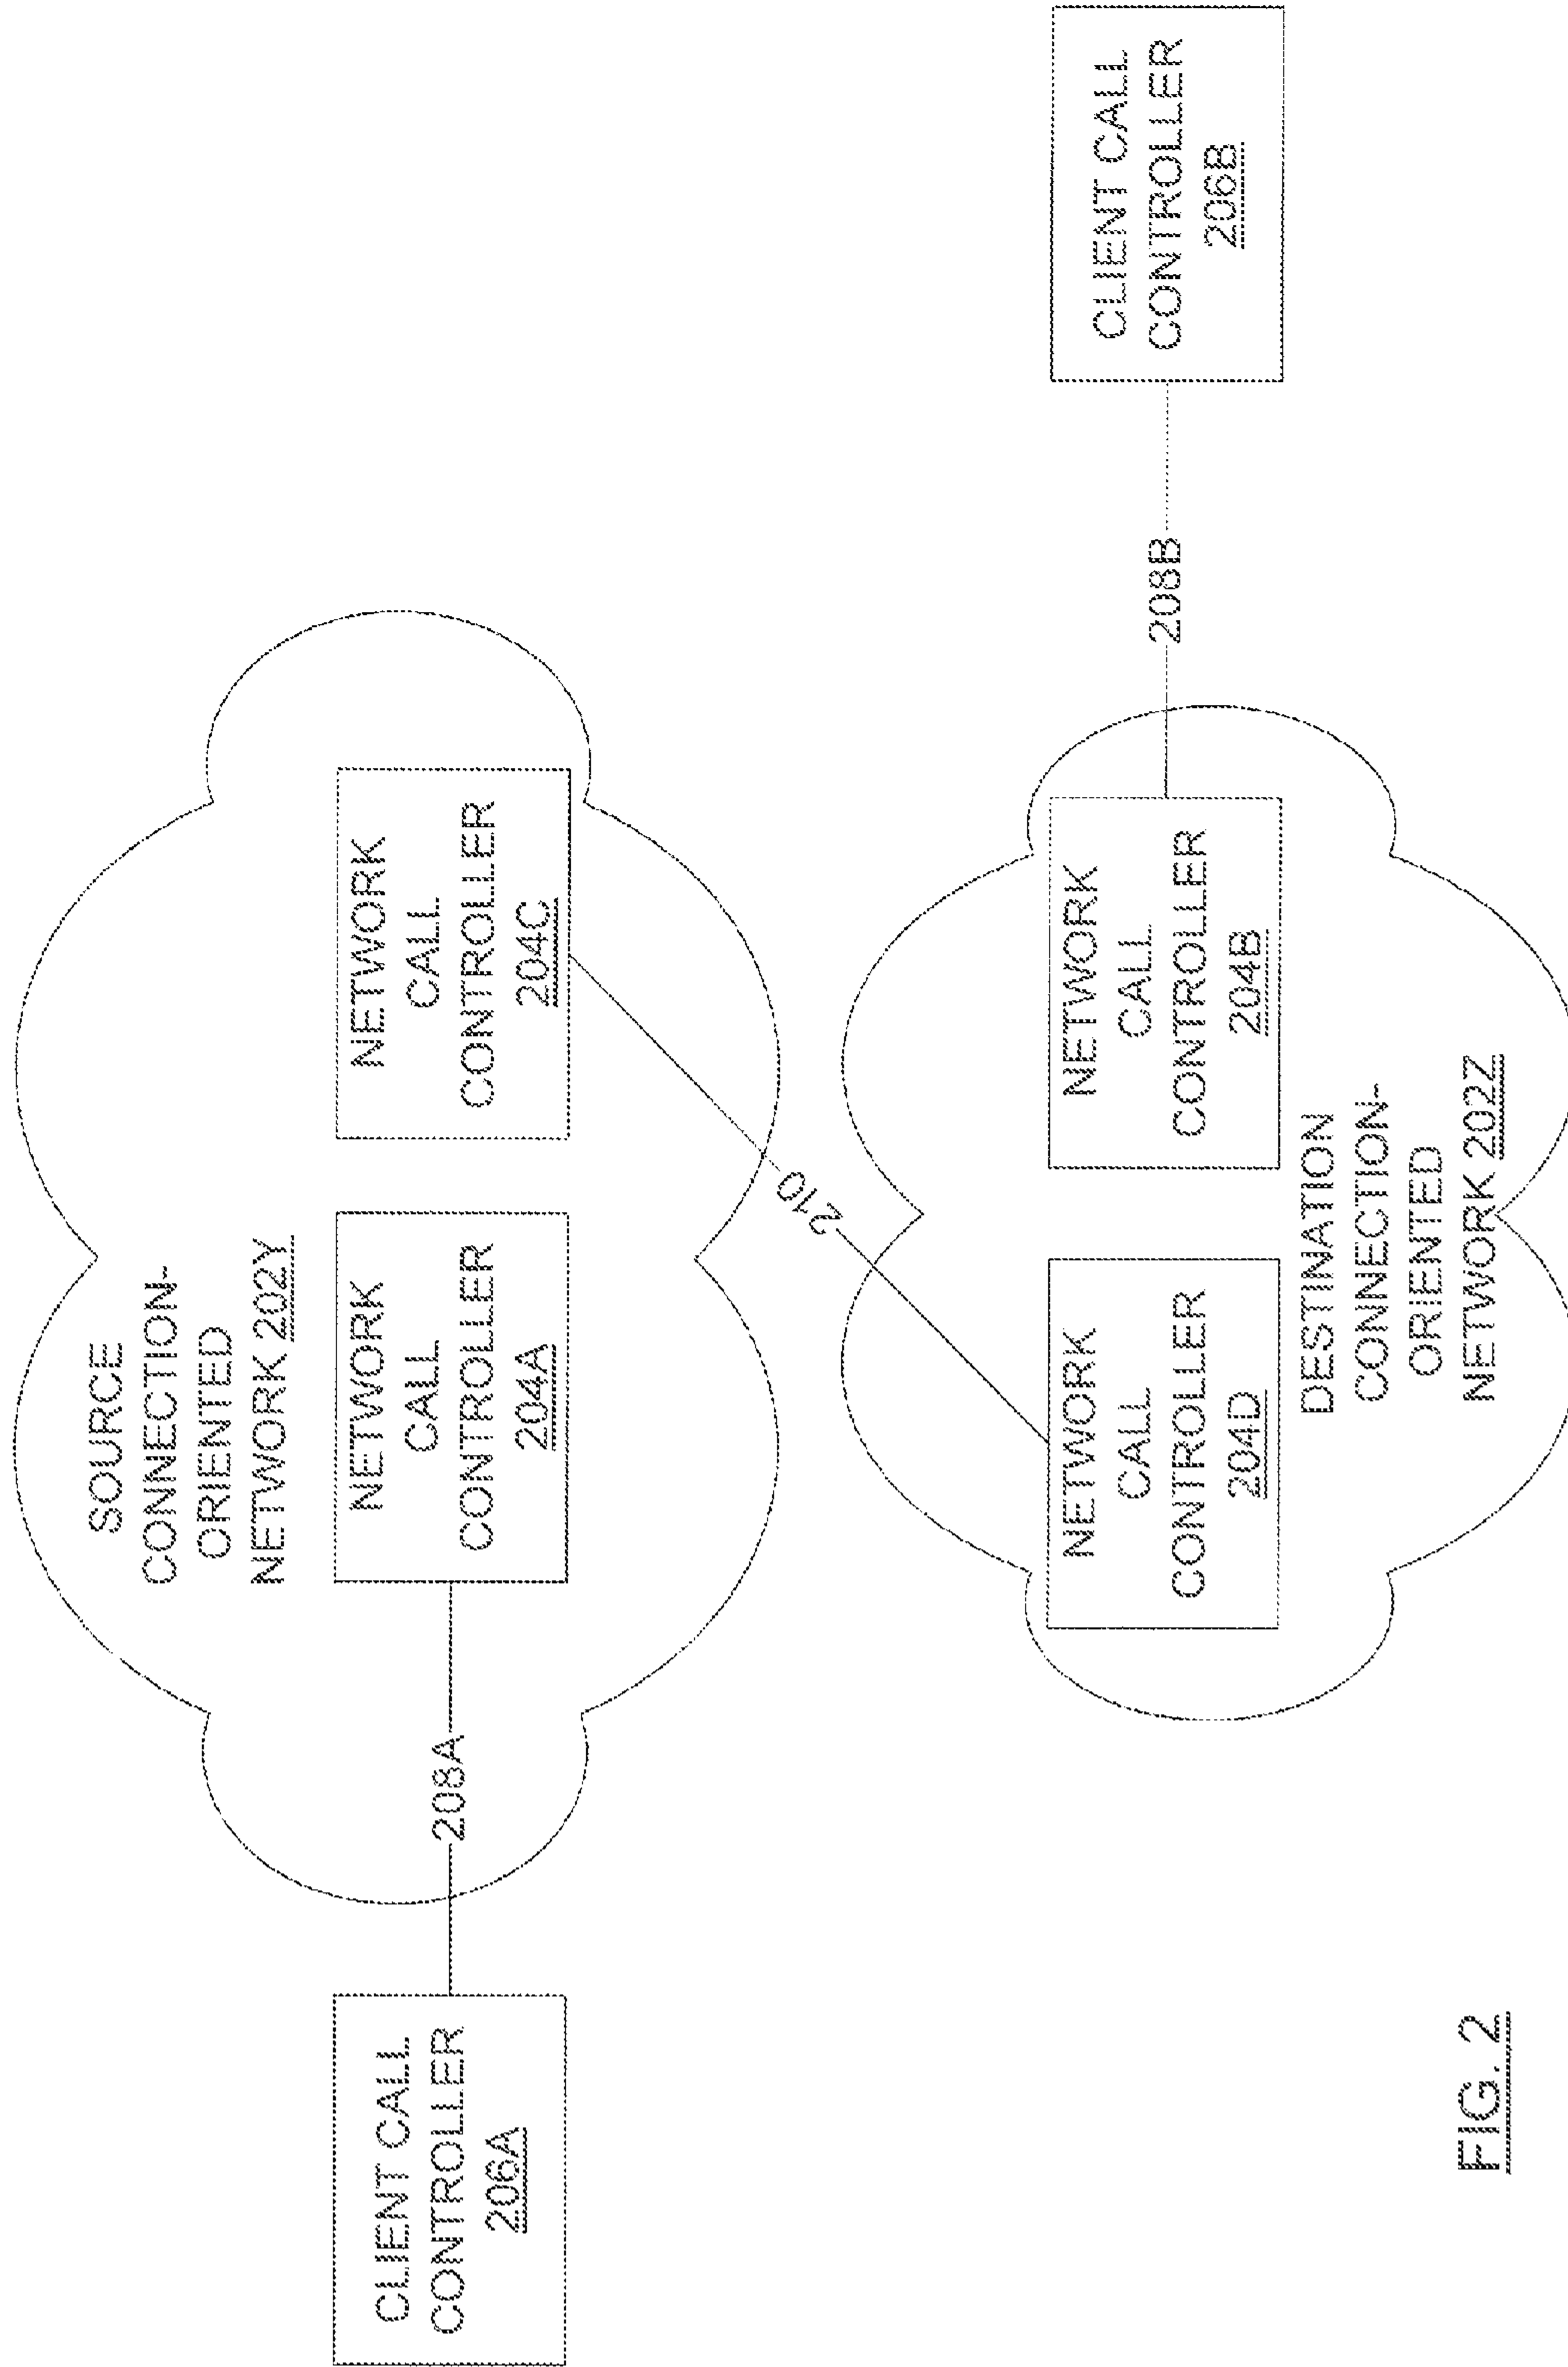 SOURCE
CONNECTION-
ORIENTED
NETWORK 202Y
CLIENT CALL
CONTROLLER
206A
208A
NETWORK
CALL
CONTROLLER
204A
NETWORK
CALL
CONTROLLER
204C
210
NETWORK
CALL
CONTROLLER
204D
NETWORK
CALL
CONTROLLER
204B
208B
CLIENT CALL
CONTROLLER
206B
DESTINATION
CONNECTION-
ORIENTED
NETWORK 202Z
FIG. 2